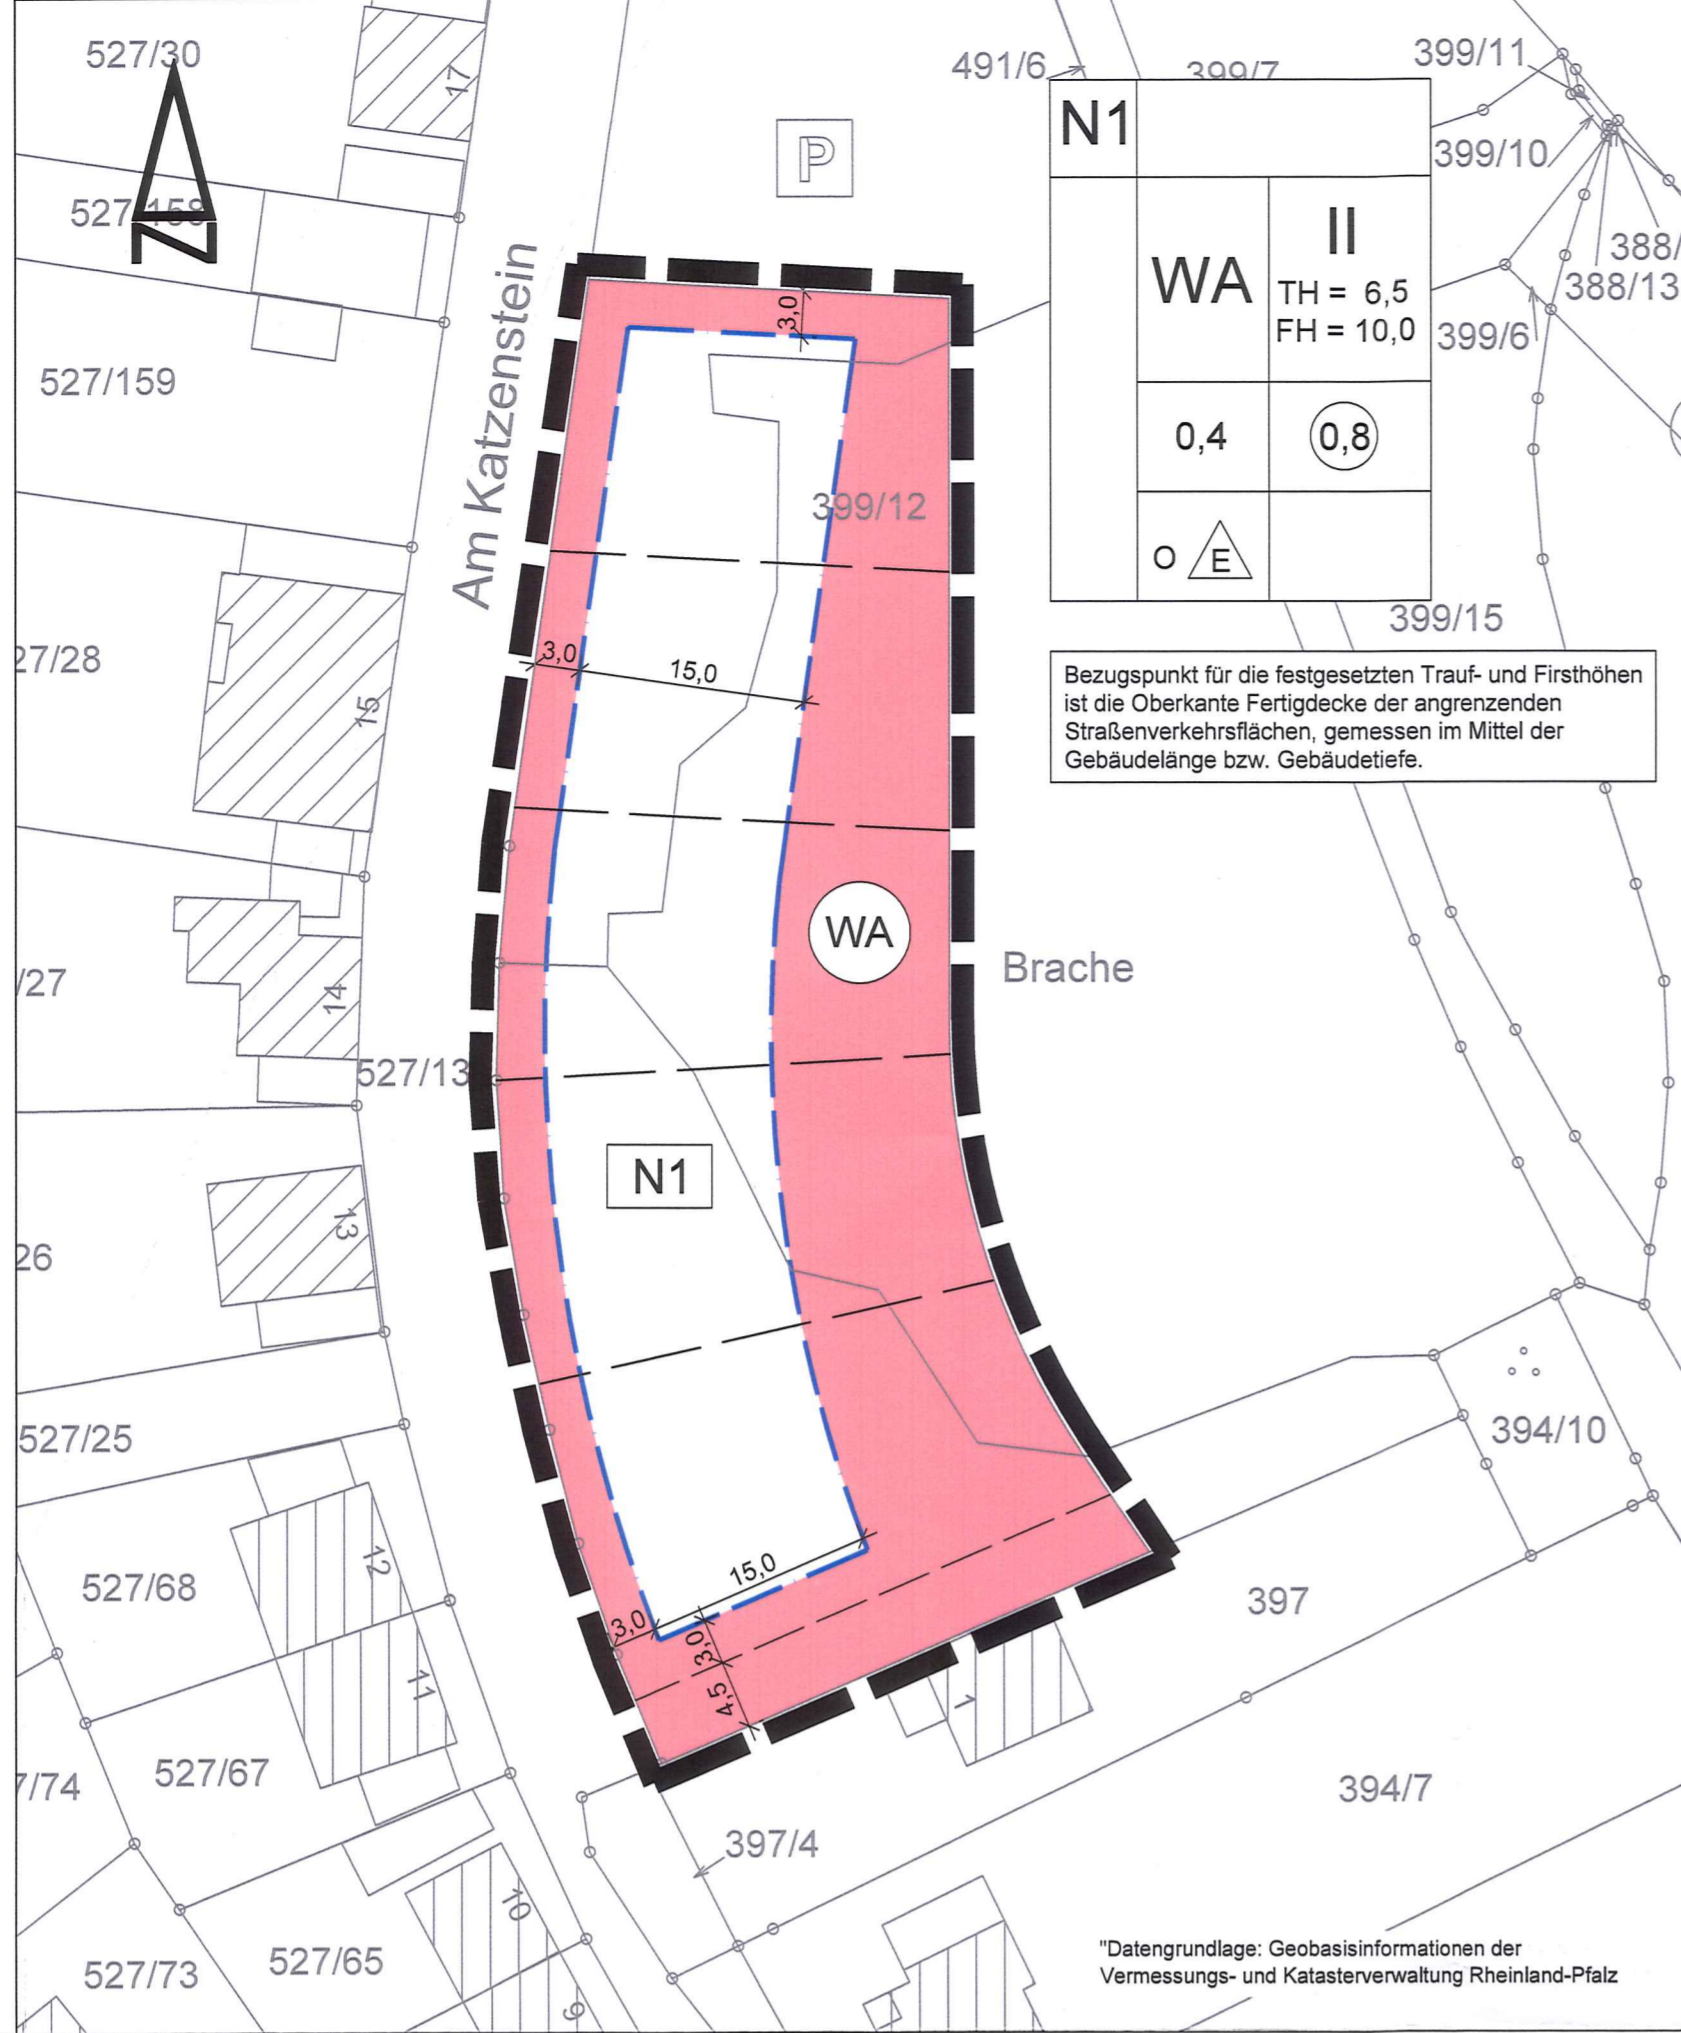 527/30
17
491/6
399/7
399/11
P
N1
399/10
527/158
N
II
WA
TH = 6,5
FH = 10,0
388/
388/13
399/6
3,0
Am Katzenstein
527/159
0,4
0,8
399/12
O
E
399/15
27/28
15
3,0
15,0
Bezugspunkt für die festgesetzten Trauf- und Firsthöhen
ist die Oberkante Fertigdecke der angrenzenden
Straßenverkehrsflächen, gemessen im Mittel der
Gebäudelänge bzw. Gebäudetiefe.
WA
Brache
/27
14
527/13
N1
13
26
527/25
394/10
12
527/68
15,0
397
3,0
3,0
4,5
11
1
527/67
7/74
394/7
397/4
10
527/65
527/73
9
"Datengrundlage: Geobasisinformationen der
Vermessungs- und Katasterverwaltung Rheinland-Pfalz